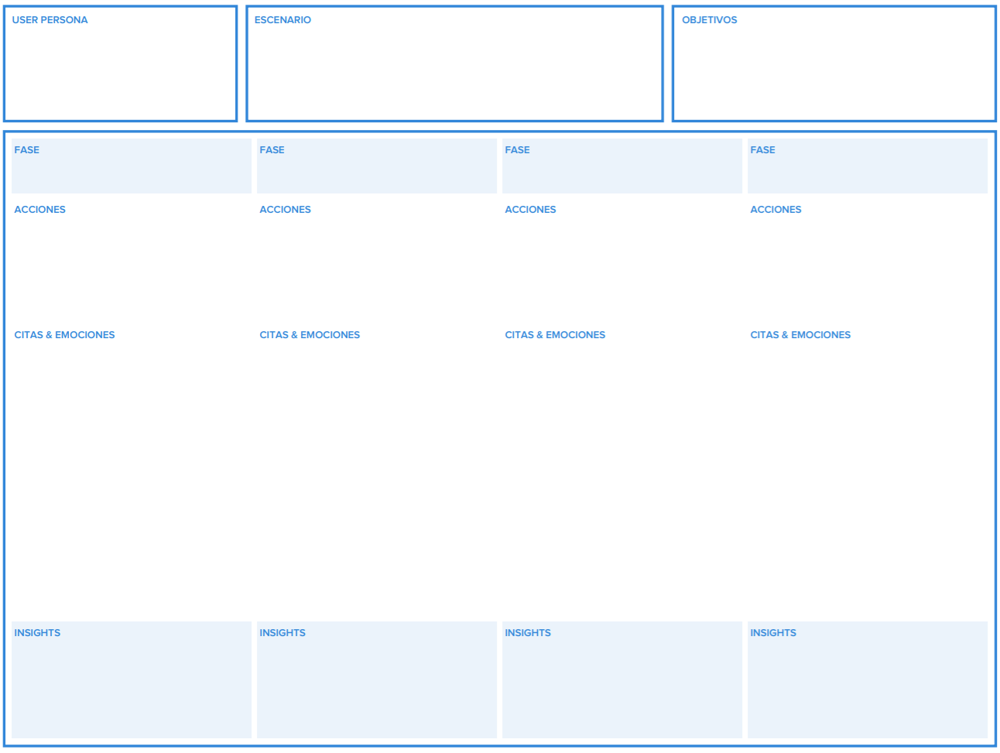 USER PERSONA
ESCENARIO
OBJETIVOS
FASE
FASE
FASE
FASE
ACCIONES
ACCIONES
ACCIONES
ACCIONES
CITAS & EMOCIONES
CITAS & EMOCIONES
CITAS & EMOCIONES
CITAS & EMOCIONES
INSIGHTS
INSIGHTS
INSIGHTS
INSIGHTS